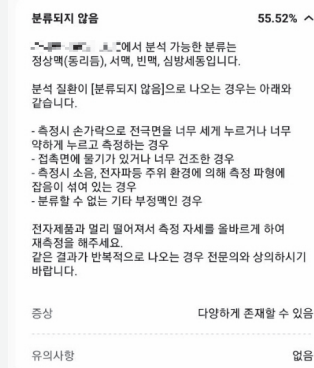 분류되지 않음 55.52%
에서 분석 가능한 분류는
정상맥(동리듬), 서맥, 빈맥, 심방세동입니다.
분석 질환이 [분류되지 않음]으로 나오는 경우는 아래와
같습니다.
- 측정시 손가락으로 전극면을 너무 세게 누르거나 너무
약하게 누르고 측정하는 경우
- 접촉면에 물기가 있거나 너무 건조한 경우
- 측정시 소음, 전자파등 주위 환경에 의해 측정 파형에
잡음이 섞여 있는 경우
- 분류할 수 없는 기타 부정맥인 경우
전자제품과 멀리 떨어져서 측정 자세를 올바르게 하여
재측정을 해주세요.
같은 결과가 반복적으로 나오는 경우 전문의와 상의하시기
바랍니다.
증상 다양하게 존재할 수 있음
유의사항 없음